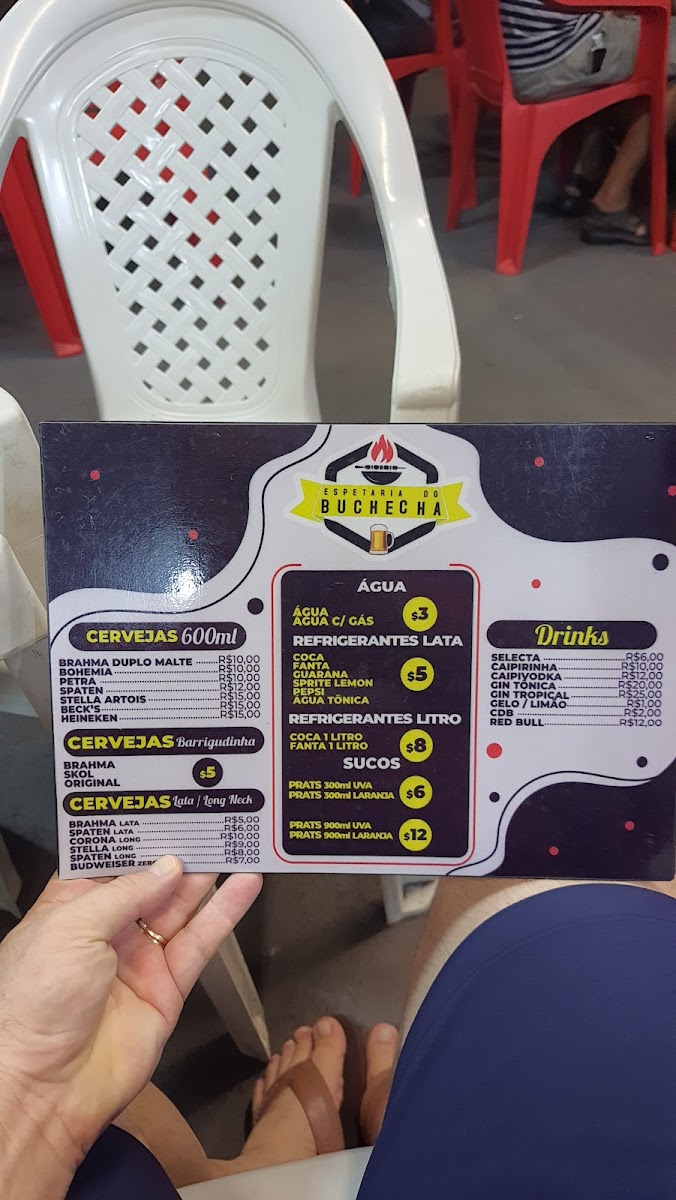 ESPETARIA DO
BUCHECHA
CERVEJAS 600ml
BRAHMA DUPLO MALTE R$10,00
BOHEMIA R$10,00
PETRA R$10,00
SPATEN R$12,00
STELLA ARTOIS R$15,00
BECK'S R$15,00
HEINEKEN R$15,00
CERVEJAS Barrigudinha
BRAHMA
SKOL $5
ORIGINAL
CERVEJAS Lata / Long Neck
BRAHMA LATA R$5,00
SPATEN LATA R$6,00
CORONA LONG R$10,00
STELLA LONG R$9,00
SPATEN LONG R$8,00
BUDWEISER ZERO R$7,00
ÁGUA
ÁGUA
ÁGUA C/ GÁS $3
REFRIGERANTES LATA
COCA
FANTA
GUARANA $5
SPRITE LEMON
PEPSI
ÁGUA TÔNICA
REFRIGERANTES LITRO
COCA 1 LITRO
FANTA 1 LITRO $8
SUCOS
PRATS 300ml UVA
PRATS 300ml LARANJA $6
PRATS 900ml UVA
PRATS 900ml LARANJA $12
Drinks
SELECTA R$6,00
CAIPIRINHA R$10,00
CAIPIVODKA R$12,00
GIN TÔNICA R$20,00
GIN TROPICAL R$25,00
GELO / LIMÃO R$1,00
CDB R$2,00
RED BULL R$12,00